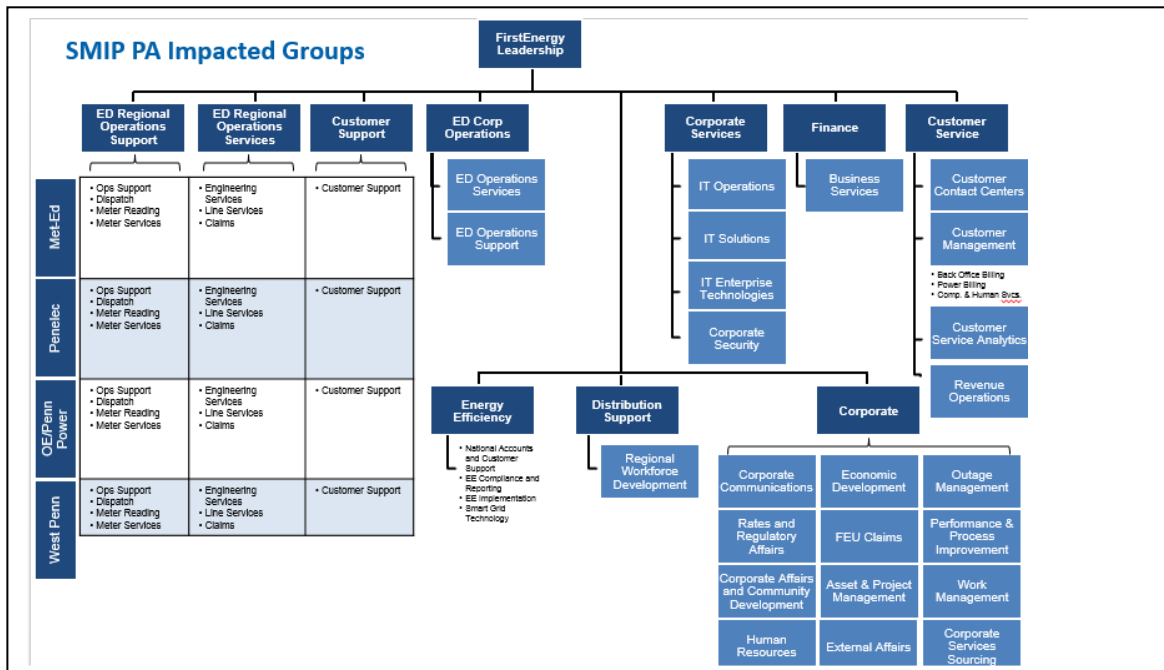 SMIP PA Impacted Groups
FirstEnergy
Leadership
ED Regional
Operations
Support
ED Regional
Operations
Services
Customer
Support
ED Corp
Operations
Corporate
Services
Finance
Customer
Service
Met-Ed
• Ops Support
• Dispatch
• Meter Reading
• Meter Services
• Engineering
Services
• Line Services
• Claims
• Customer Support
Penelec
• Ops Support
• Dispatch
• Meter Reading
• Meter Services
• Engineering
Services
• Line Services
• Claims
• Customer Support
OE/Penn
Power
• Ops Support
• Dispatch
• Meter Reading
• Meter Services
• Engineering
Services
• Line Services
• Claims
• Customer Support
West Penn
• Ops Support
• Dispatch
• Meter Reading
• Meter Services
• Engineering
Services
• Line Services
• Claims
• Customer Support
ED Operations
Services
ED Operations
Support
IT Operations
IT Solutions
IT Enterprise
Technologies
Corporate
Security
Business
Services
Customer
Contact Centers
Customer
Management
• Back Office Billing
• Power Billing
• Comp. & Human Svcs.
Customer
Service Analytics
Revenue
Operations
Energy
Efficiency
• National Accounts
and Customer
Support
• EE Compliance and
Reporting
• EE Implementation
• Smart Grid
Technology
Distribution
Support
Regional
Workforce
Development
Corporate
Corporate
Communications
Economic
Development
Outage
Management
Rates and
Regulatory
Affairs
FEU Claims
Performance &
Process
Improvement
Corporate Affairs
and Community
Development
Asset & Project
Management
Work
Management
Human
Resources
External Affairs
Corporate
Services
Sourcing